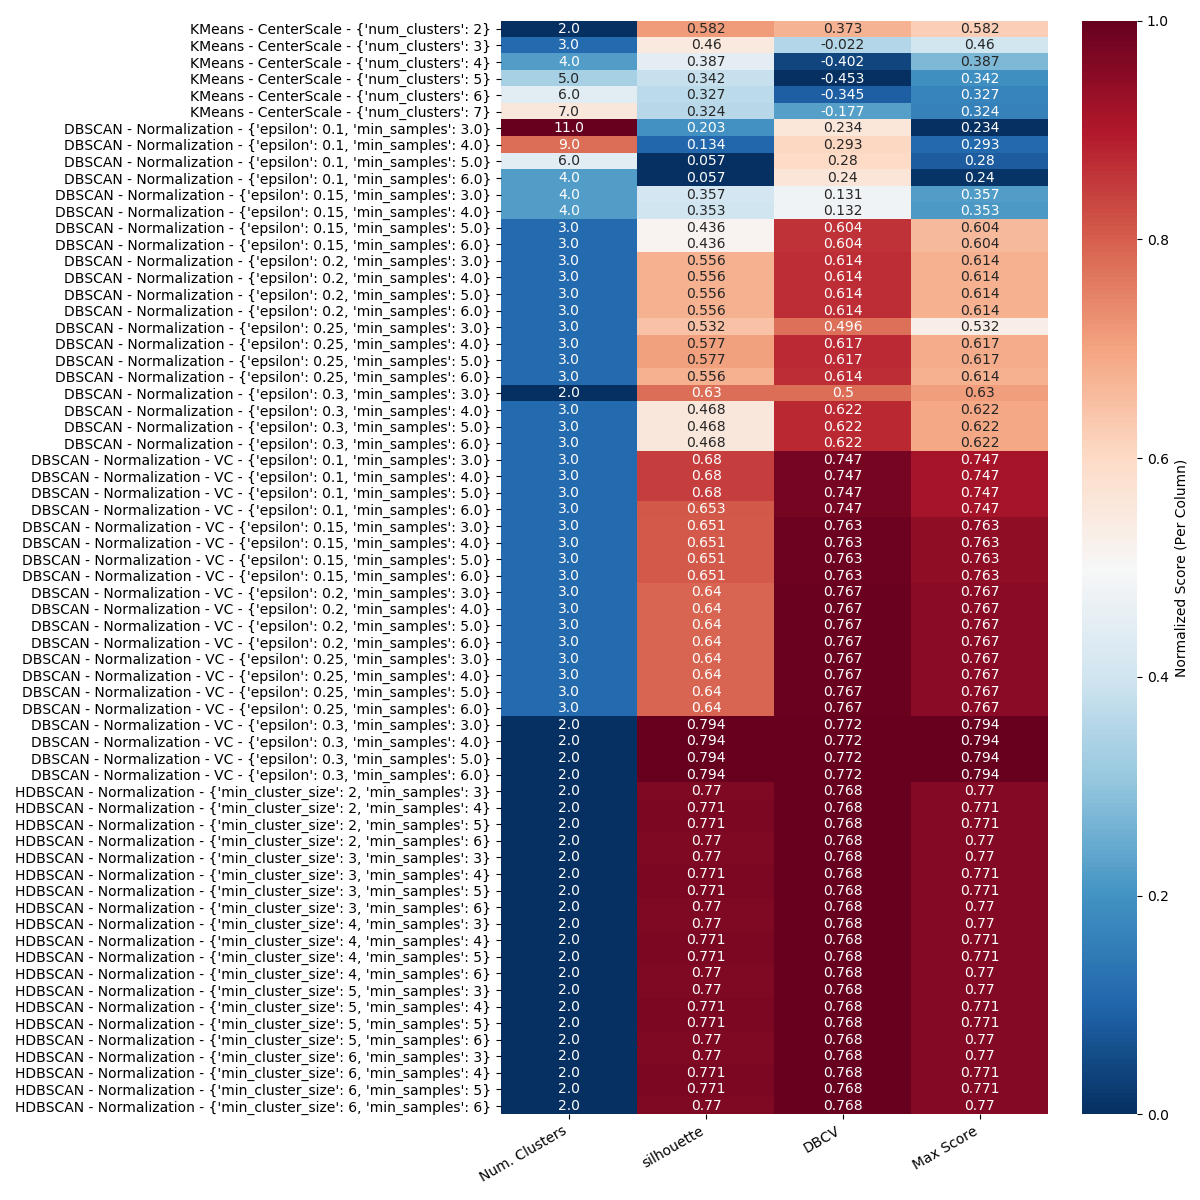 KMeans - CenterScale - {'num_clusters': 2} 2.0 0.582 0.373 0.582
KMeans - CenterScale - {'num_clusters': 3} 3.0 0.46 -0.022 0.46
KMeans - CenterScale - {'num_clusters': 4} 4.0 0.387 -0.402 0.387
KMeans - CenterScale - {'num_clusters': 5} 5.0 0.342 -0.453 0.342
KMeans - CenterScale - {'num_clusters': 6} 6.0 0.327 -0.345 0.327
KMeans - CenterScale - {'num_clusters': 7} 7.0 0.324 -0.177 0.324
DBSCAN - Normalization - {'epsilon': 0.1, 'min_samples': 3.0} 11.0 0.203 0.234 0.234
DBSCAN - Normalization - {'epsilon': 0.1, 'min_samples': 4.0} 9.0 0.134 0.293 0.293
DBSCAN - Normalization - {'epsilon': 0.1, 'min_samples': 5.0} 6.0 0.057 0.28 0.28
DBSCAN - Normalization - {'epsilon': 0.1, 'min_samples': 6.0} 4.0 0.057 0.24 0.24
DBSCAN - Normalization - {'epsilon': 0.15, 'min_samples': 3.0} 4.0 0.357 0.131 0.357
DBSCAN - Normalization - {'epsilon': 0.15, 'min_samples': 4.0} 4.0 0.353 0.132 0.353
DBSCAN - Normalization - {'epsilon': 0.15, 'min_samples': 5.0} 3.0 0.436 0.604 0.604
DBSCAN - Normalization - {'epsilon': 0.15, 'min_samples': 6.0} 3.0 0.436 0.604 0.604
DBSCAN - Normalization - {'epsilon': 0.2, 'min_samples': 3.0} 3.0 0.556 0.614 0.614
DBSCAN - Normalization - {'epsilon': 0.2, 'min_samples': 4.0} 3.0 0.556 0.614 0.614
DBSCAN - Normalization - {'epsilon': 0.2, 'min_samples': 5.0} 3.0 0.556 0.614 0.614
DBSCAN - Normalization - {'epsilon': 0.2, 'min_samples': 6.0} 3.0 0.556 0.614 0.614
DBSCAN - Normalization - {'epsilon': 0.25, 'min_samples': 3.0} 3.0 0.532 0.496 0.532
DBSCAN - Normalization - {'epsilon': 0.25, 'min_samples': 4.0} 3.0 0.577 0.617 0.617
DBSCAN - Normalization - {'epsilon': 0.25, 'min_samples': 5.0} 3.0 0.577 0.617 0.617
DBSCAN - Normalization - {'epsilon': 0.25, 'min_samples': 6.0} 3.0 0.556 0.614 0.614
DBSCAN - Normalization - {'epsilon': 0.3, 'min_samples': 3.0} 2.0 0.63 0.5 0.63
DBSCAN - Normalization - {'epsilon': 0.3, 'min_samples': 4.0} 3.0 0.468 0.622 0.622
DBSCAN - Normalization - {'epsilon': 0.3, 'min_samples': 5.0} 3.0 0.468 0.622 0.622
DBSCAN - Normalization - {'epsilon': 0.3, 'min_samples': 6.0} 3.0 0.468 0.622 0.622
DBSCAN - Normalization - VC - {'epsilon': 0.1, 'min_samples': 3.0} 3.0 0.68 0.747 0.747
DBSCAN - Normalization - VC - {'epsilon': 0.1, 'min_samples': 4.0} 3.0 0.68 0.747 0.747
DBSCAN - Normalization - VC - {'epsilon': 0.1, 'min_samples': 5.0} 3.0 0.68 0.747 0.747
DBSCAN - Normalization - VC - {'epsilon': 0.1, 'min_samples': 6.0} 3.0 0.653 0.747 0.747
DBSCAN - Normalization - VC - {'epsilon': 0.15, 'min_samples': 3.0} 3.0 0.651 0.763 0.763
DBSCAN - Normalization - VC - {'epsilon': 0.15, 'min_samples': 4.0} 3.0 0.651 0.763 0.763
DBSCAN - Normalization - VC - {'epsilon': 0.15, 'min_samples': 5.0} 3.0 0.651 0.763 0.763
DBSCAN - Normalization - VC - {'epsilon': 0.15, 'min_samples': 6.0} 3.0 0.651 0.763 0.763
DBSCAN - Normalization - VC - {'epsilon': 0.2, 'min_samples': 3.0} 3.0 0.64 0.767 0.767
DBSCAN - Normalization - VC - {'epsilon': 0.2, 'min_samples': 4.0} 3.0 0.64 0.767 0.767
DBSCAN - Normalization - VC - {'epsilon': 0.2, 'min_samples': 5.0} 3.0 0.64 0.767 0.767
DBSCAN - Normalization - VC - {'epsilon': 0.2, 'min_samples': 6.0} 3.0 0.64 0.767 0.767
DBSCAN - Normalization - VC - {'epsilon': 0.25, 'min_samples': 3.0} 3.0 0.64 0.767 0.767
DBSCAN - Normalization - VC - {'epsilon': 0.25, 'min_samples': 4.0} 3.0 0.64 0.767 0.767
DBSCAN - Normalization - VC - {'epsilon': 0.25, 'min_samples': 5.0} 3.0 0.64 0.767 0.767
DBSCAN - Normalization - VC - {'epsilon': 0.25, 'min_samples': 6.0} 3.0 0.64 0.767 0.767
DBSCAN - Normalization - VC - {'epsilon': 0.3, 'min_samples': 3.0} 2.0 0.794 0.772 0.794
DBSCAN - Normalization - VC - {'epsilon': 0.3, 'min_samples': 4.0} 2.0 0.794 0.772 0.794
DBSCAN - Normalization - VC - {'epsilon': 0.3, 'min_samples': 5.0} 2.0 0.794 0.772 0.794
DBSCAN - Normalization - VC - {'epsilon': 0.3, 'min_samples': 6.0} 2.0 0.794 0.772 0.794
HDBSCAN - Normalization - {'min_cluster_size': 2, 'min_samples': 3} 2.0 0.77 0.768 0.77
HDBSCAN - Normalization - {'min_cluster_size': 2, 'min_samples': 4} 2.0 0.771 0.768 0.771
HDBSCAN - Normalization - {'min_cluster_size': 2, 'min_samples': 5} 2.0 0.771 0.768 0.771
HDBSCAN - Normalization - {'min_cluster_size': 2, 'min_samples': 6} 2.0 0.77 0.768 0.77
HDBSCAN - Normalization - {'min_cluster_size': 3, 'min_samples': 3} 2.0 0.77 0.768 0.77
HDBSCAN - Normalization - {'min_cluster_size': 3, 'min_samples': 4} 2.0 0.771 0.768 0.771
HDBSCAN - Normalization - {'min_cluster_size': 3, 'min_samples': 5} 2.0 0.771 0.768 0.771
HDBSCAN - Normalization - {'min_cluster_size': 3, 'min_samples': 6} 2.0 0.77 0.768 0.77
HDBSCAN - Normalization - {'min_cluster_size': 4, 'min_samples': 3} 2.0 0.77 0.768 0.77
HDBSCAN - Normalization - {'min_cluster_size': 4, 'min_samples': 4} 2.0 0.771 0.768 0.771
HDBSCAN - Normalization - {'min_cluster_size': 4, 'min_samples': 5} 2.0 0.771 0.768 0.771
HDBSCAN - Normalization - {'min_cluster_size': 4, 'min_samples': 6} 2.0 0.77 0.768 0.77
HDBSCAN - Normalization - {'min_cluster_size': 5, 'min_samples': 3} 2.0 0.77 0.768 0.77
HDBSCAN - Normalization - {'min_cluster_size': 5, 'min_samples': 4} 2.0 0.771 0.768 0.771
HDBSCAN - Normalization - {'min_cluster_size': 5, 'min_samples': 5} 2.0 0.771 0.768 0.771
HDBSCAN - Normalization - {'min_cluster_size': 5, 'min_samples': 6} 2.0 0.77 0.768 0.77
HDBSCAN - Normalization - {'min_cluster_size': 6, 'min_samples': 3} 2.0 0.77 0.768 0.77
HDBSCAN - Normalization - {'min_cluster_size': 6, 'min_samples': 4} 2.0 0.771 0.768 0.771
HDBSCAN - Normalization - {'min_cluster_size': 6, 'min_samples': 5} 2.0 0.771 0.768 0.771
HDBSCAN - Normalization - {'min_cluster_size': 6, 'min_samples': 6} 2.0 0.77 0.768 0.77
Num. Clusters silhouette DBCV Max Score
1.0
0.8
0.6
0.4
0.2
0.0
Normalized Score (Per Column)